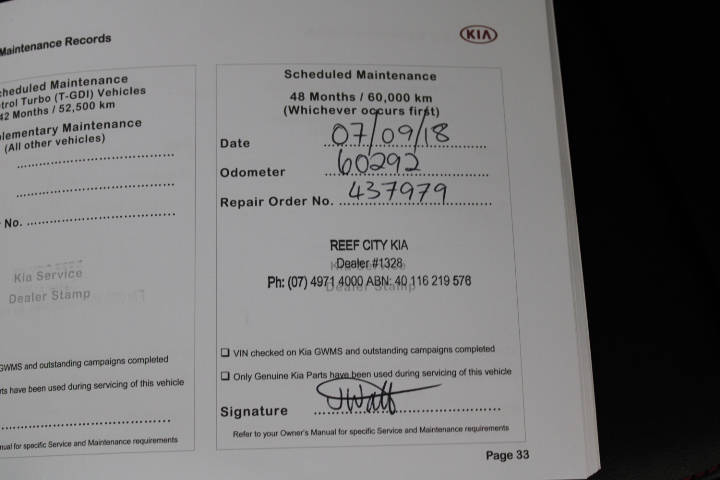 Maintenance Records
KIA
Scheduled Maintenance
trol Turbo (T-GDI) Vehicles
42 Months / 52,500 km
lementary Maintenance
(All other vehicles)
No.
Kia Service
Dealer Stamp
GWMS and outstanding campaigns completed
rts have been used during servicing of this vehicle
nual for specific Service and Maintenance requirements
Scheduled Maintenance
48 Months / 60,000 km
(Whichever occurs first)
Date 07/09/18
Odometer 60292
Repair Order No. 437979
REEF CITY KIA
Kia Service
Dealer #1328
Ph: (07) 4971 4000 ABN: 40 116 219 576
Dealer Stamp
VIN checked on Kia GWMS and outstanding campaigns completed
Only Genuine Kia Parts have been used during servicing of this vehicle
Signature JWatt
Refer to your Owner's Manual for specific Service and Maintenance requirements
Page 33